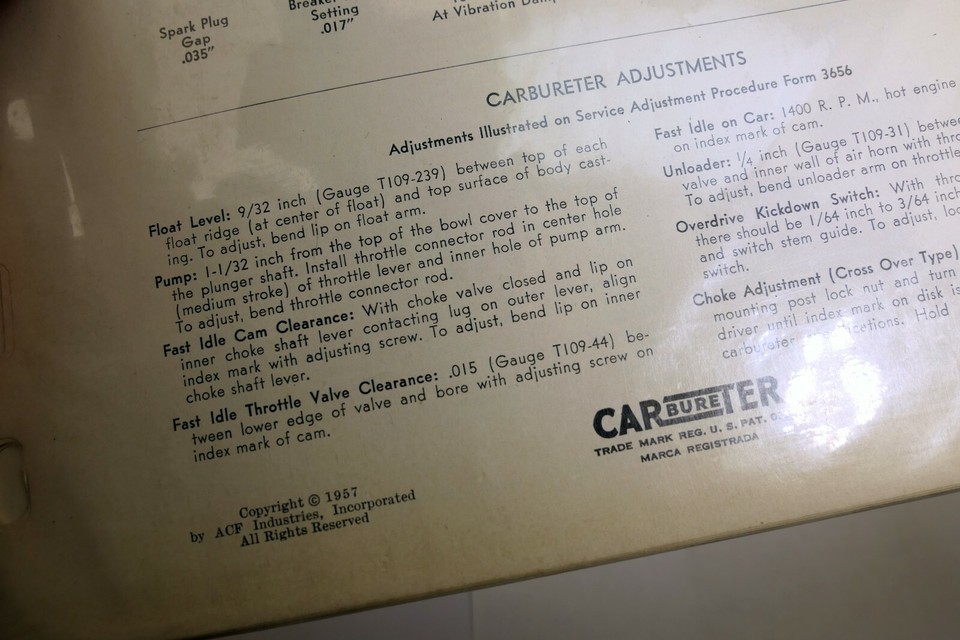 Spark Plug
Gap
.035"
Setting
.017"
At Vibration
CARBURETER ADJUSTMENTS
Adjustments Illustrated on Service Adjustment Procedure Form 3656
Float Level: 9/32 inch (Gauge T109-239) between top of each
float ridge (at center of float) and top surface of body cast-
ing. To adjust, bend lip on float arm.
Pump: 1-1/32 inch from the top of the bowl cover to the top of
the plunger shaft. Install throttle connector rod in center hole
(medium stroke) of throttle lever and inner hole of pump arm.
To adjust, bend throttle connector rod.
Fast Idle Cam Clearance: With choke valve closed and lip on
inner choke shaft lever contacting lug on outer lever, align
index mark with adjusting screw. To adjust, bend lip on inner
choke shaft lever.
Fast Idle Throttle Valve Clearance: .015 (Gauge T109-44) be-
tween lower edge of valve and bore with adjusting screw on
index mark of cam.
Fast Idle on Car: 1400 R. P. M., hot engine
on index mark of cam.
Unloader: 1/4 inch (Gauge T109-31)
valve and inner wall of air horn with
To adjust, bend unloader arm on throttle
Overdrive Kickdown Switch: With
there should be 1/64 inch to 3/64
and switch stem guide. To adjust,
switch.
Choke Adjustment (Cross Over Type)
mounting post lock nut and turn
driver until index mark on disk is
carbureter Hold
CARBURETER
TRADE MARK REG. U. S. PAT.
MARCA REGISTRADA
Copyright © 1957
by ACF Industries, Incorporated
All Rights Reserved